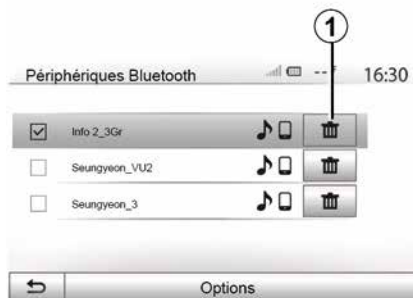 1
Périphériques Bluetooth -- ° 16:30
Info 2_3Gr
Seungyeon_VU2
Seungyeon_3
Options